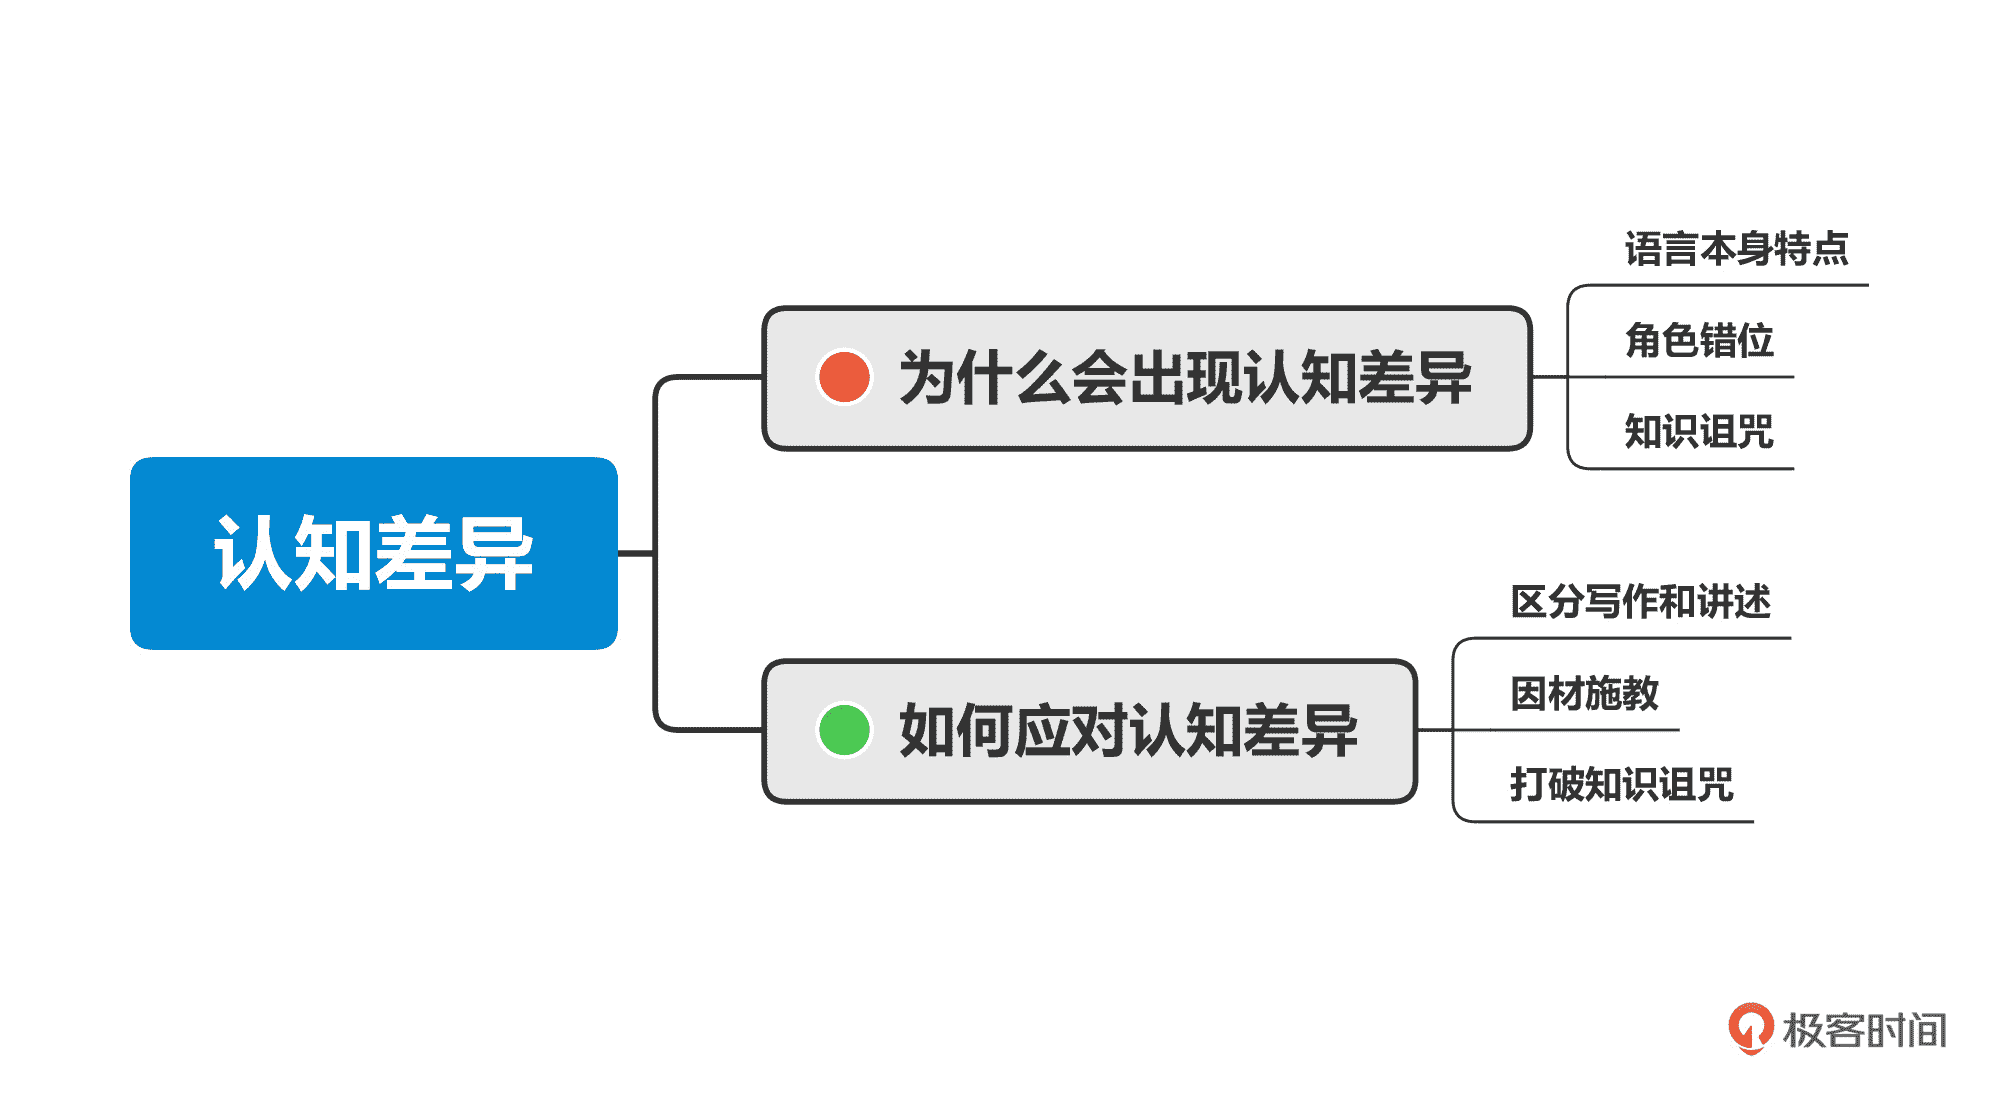 认知差异
为什么会出现认知差异
语言本身特点
角色错位
知识诅咒
如何应对认知差异
区分写作和讲述
因材施教
打破知识诅咒
极客时间